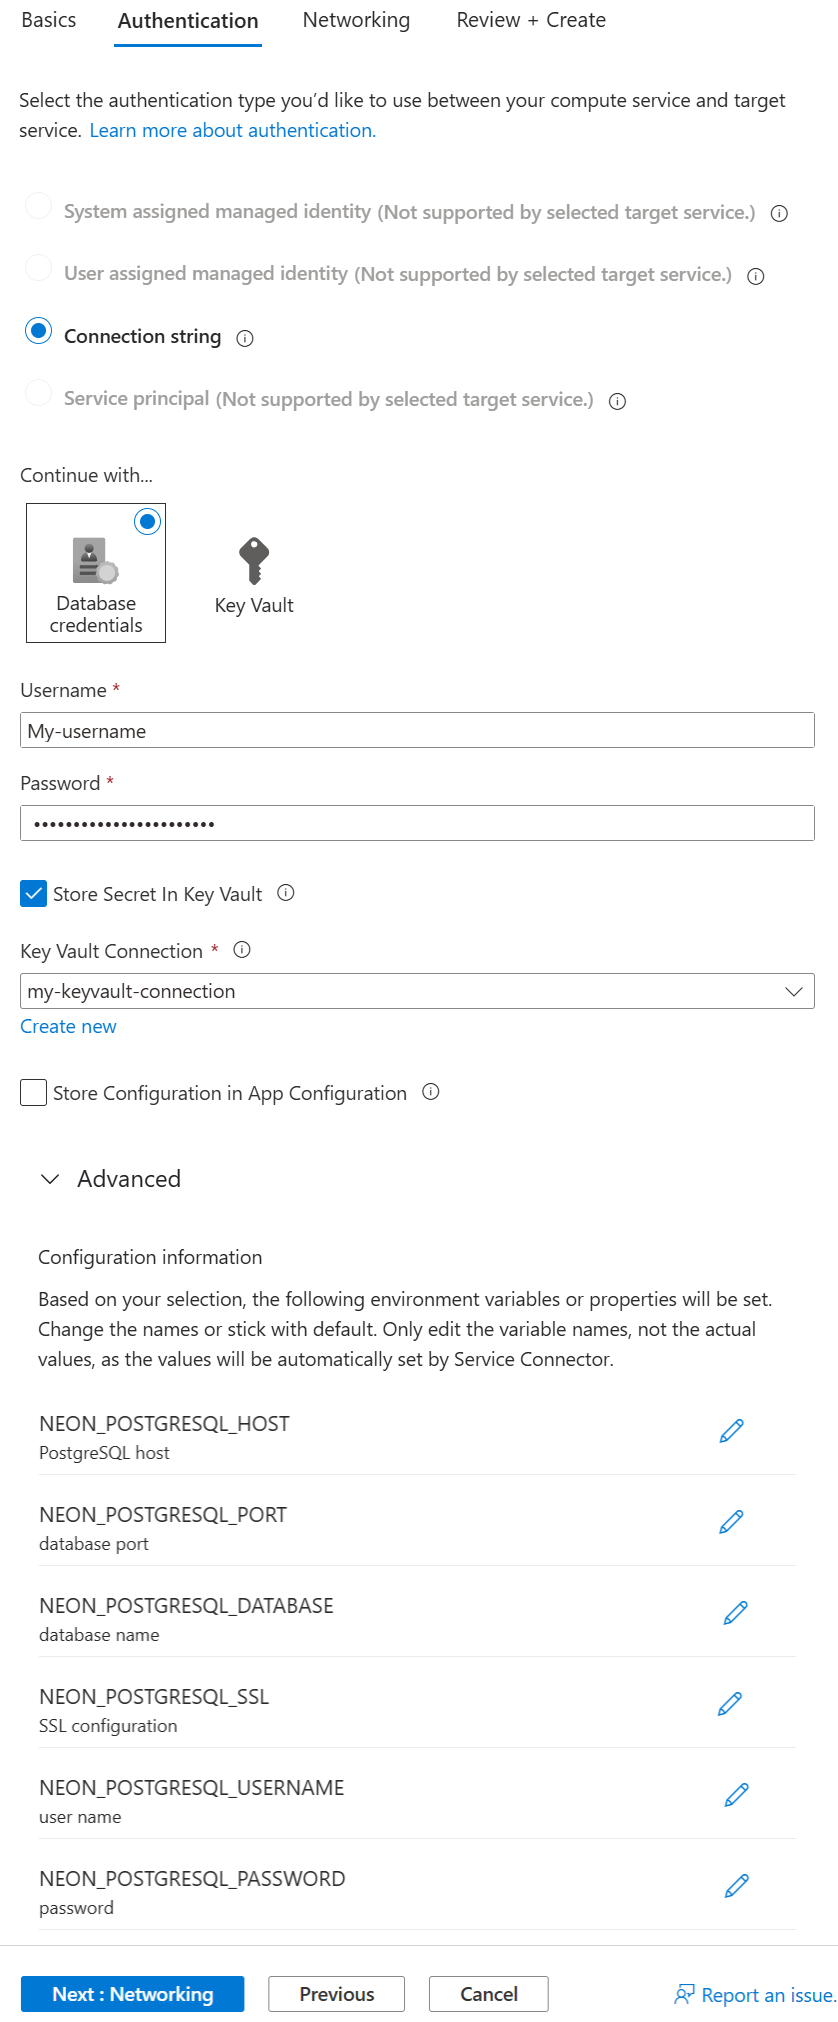 Basics Authentication Networking Review + Create
Select the authentication type you'd like to use between your compute service and target
service. Learn more about authentication.
System assigned managed identity (Not supported by selected target service.)
User assigned managed identity (Not supported by selected target service.)
Connection string
Service principal (Not supported by selected target service.)
Continue with...
Database
credentials
Key Vault
Username *
My-username
Password *
•••••••••••••••••••••••
Store Secret In Key Vault
Key Vault Connection *
my-keyvault-connection
Create new
Store Configuration in App Configuration
Advanced
Configuration information
Based on your selection, the following environment variables or properties will be set.
Change the names or stick with default. Only edit the variable names, not the actual
values, as the values will be automatically set by Service Connector.
NEON_POSTGRESQL_HOST
PostgreSQL host
NEON_POSTGRESQL_PORT
database port
NEON_POSTGRESQL_DATABASE
database name
NEON_POSTGRESQL_SSL
SSL configuration
NEON_POSTGRESQL_USERNAME
user name
NEON_POSTGRESQL_PASSWORD
password
Next : Networking Previous Cancel Report an issue.